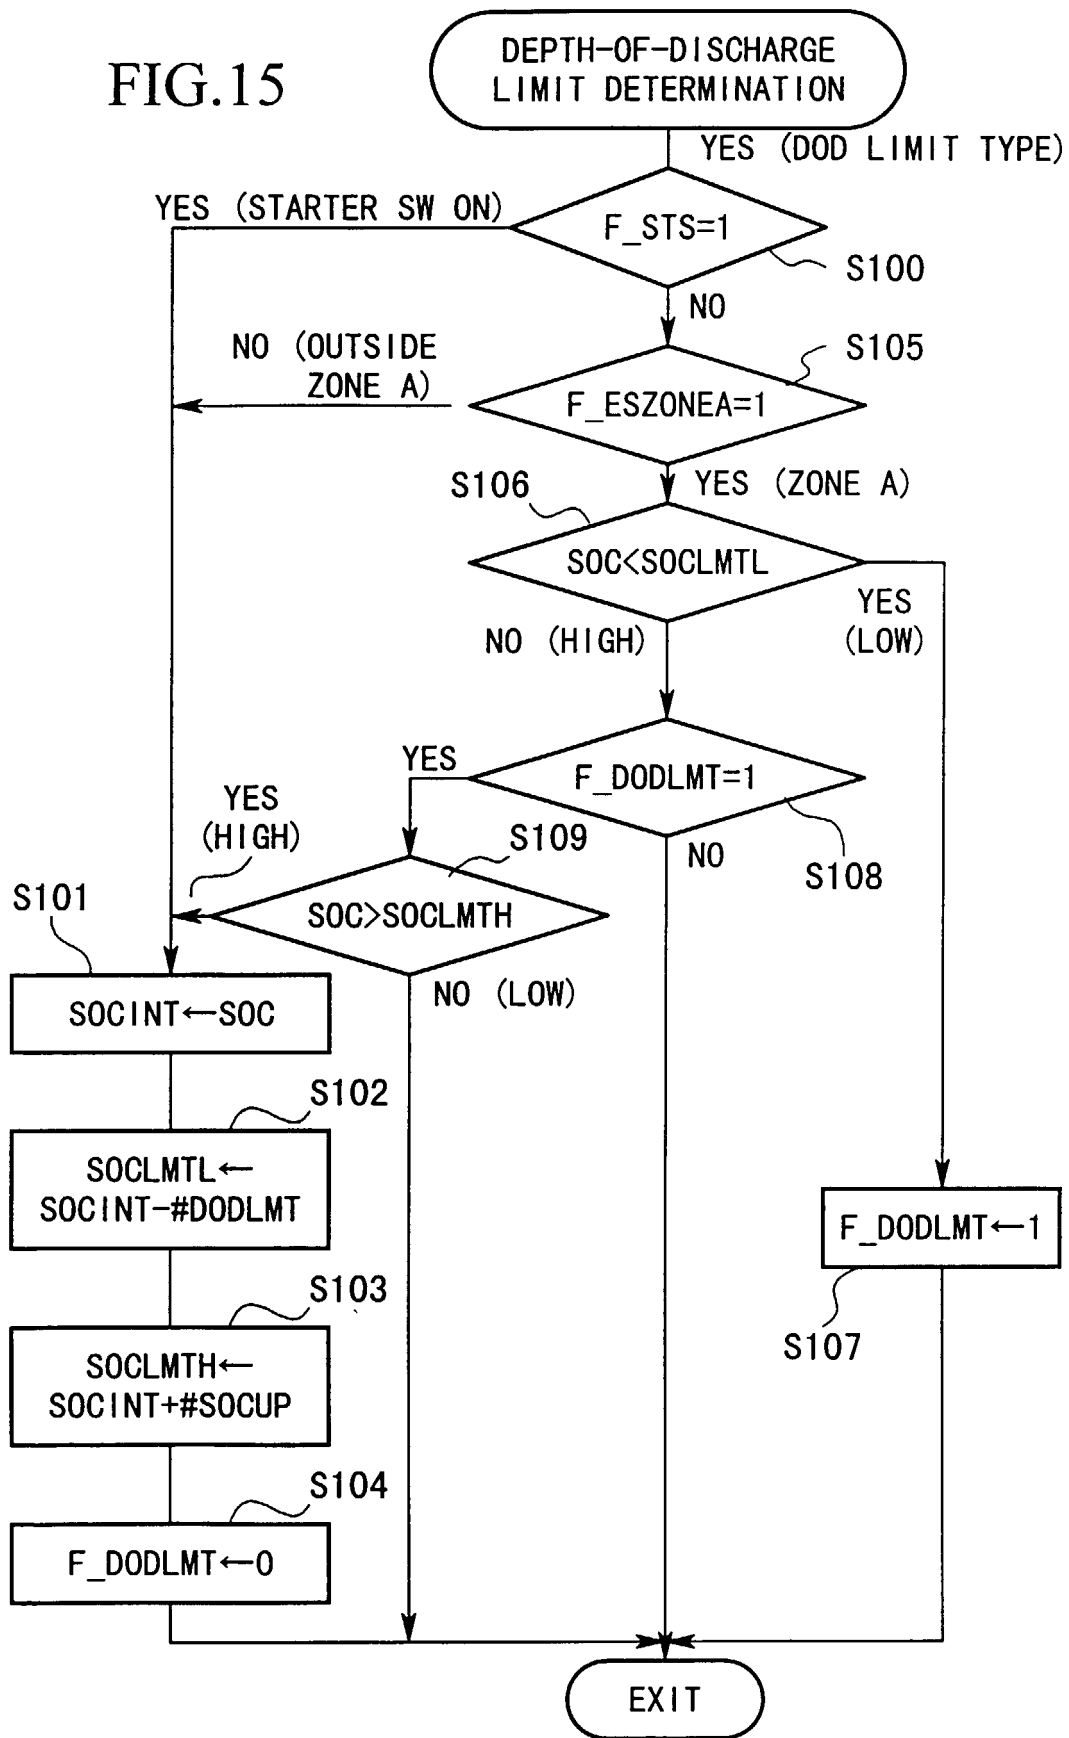 FIG.15
DEPTH-OF-DISCHARGE
LIMIT DETERMINATION
YES (DOD LIMIT TYPE)
YES (STARTER SW ON)
F_STS=1
S100
NO
NO (OUTSIDE
ZONE A)
S105
F_ESZONEA=1
YES (ZONE A)
S106
SOC<SOCLMTL
YES
(LOW)
NO (HIGH)
YES
F_DODLMT=1
S108
NO
YES
(HIGH)
S109
SOC>SOCLMTH
NO (LOW)
S101
SOCINT←SOC
S102
SOCLMTL←
SOCINT-#DODLMT
F_DODLMT←1
S107
S103
SOCLMTH←
SOCINT+#SOCUP
S104
F_DODLMT←0
EXIT